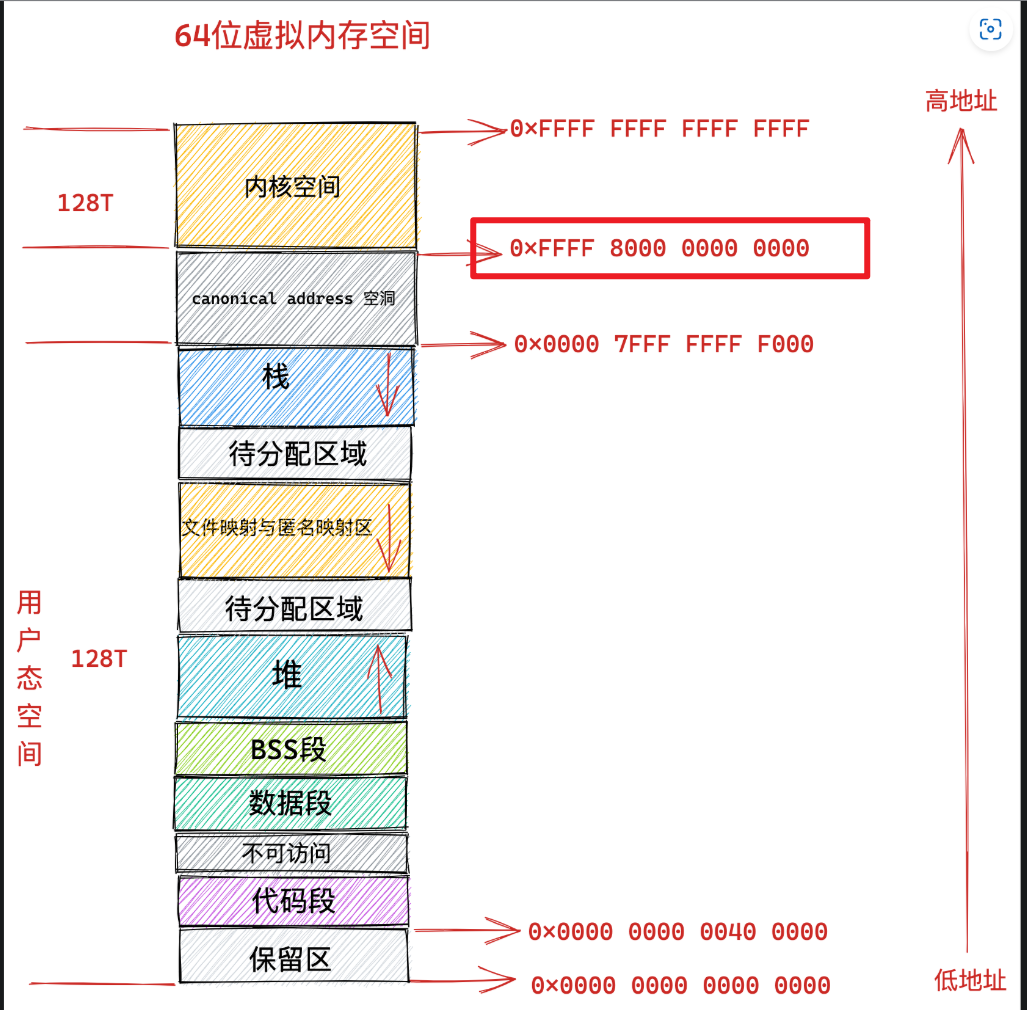 64位虚拟内存空间
高地址
0×FFFF FFFF FFFF FFFF
内核空间
128T
0×FFFF 8000 0000 0000
canonical address 空洞
0×0000 7FFF FFFF F000
栈
待分配区域
文件映射与匿名映射区
待分配区域
用户态空间
128T
堆
BSS段
数据段
不可访问
代码段
0×0000 0000 0040 0000
保留区
低地址
0×0000 0000 0000 0000